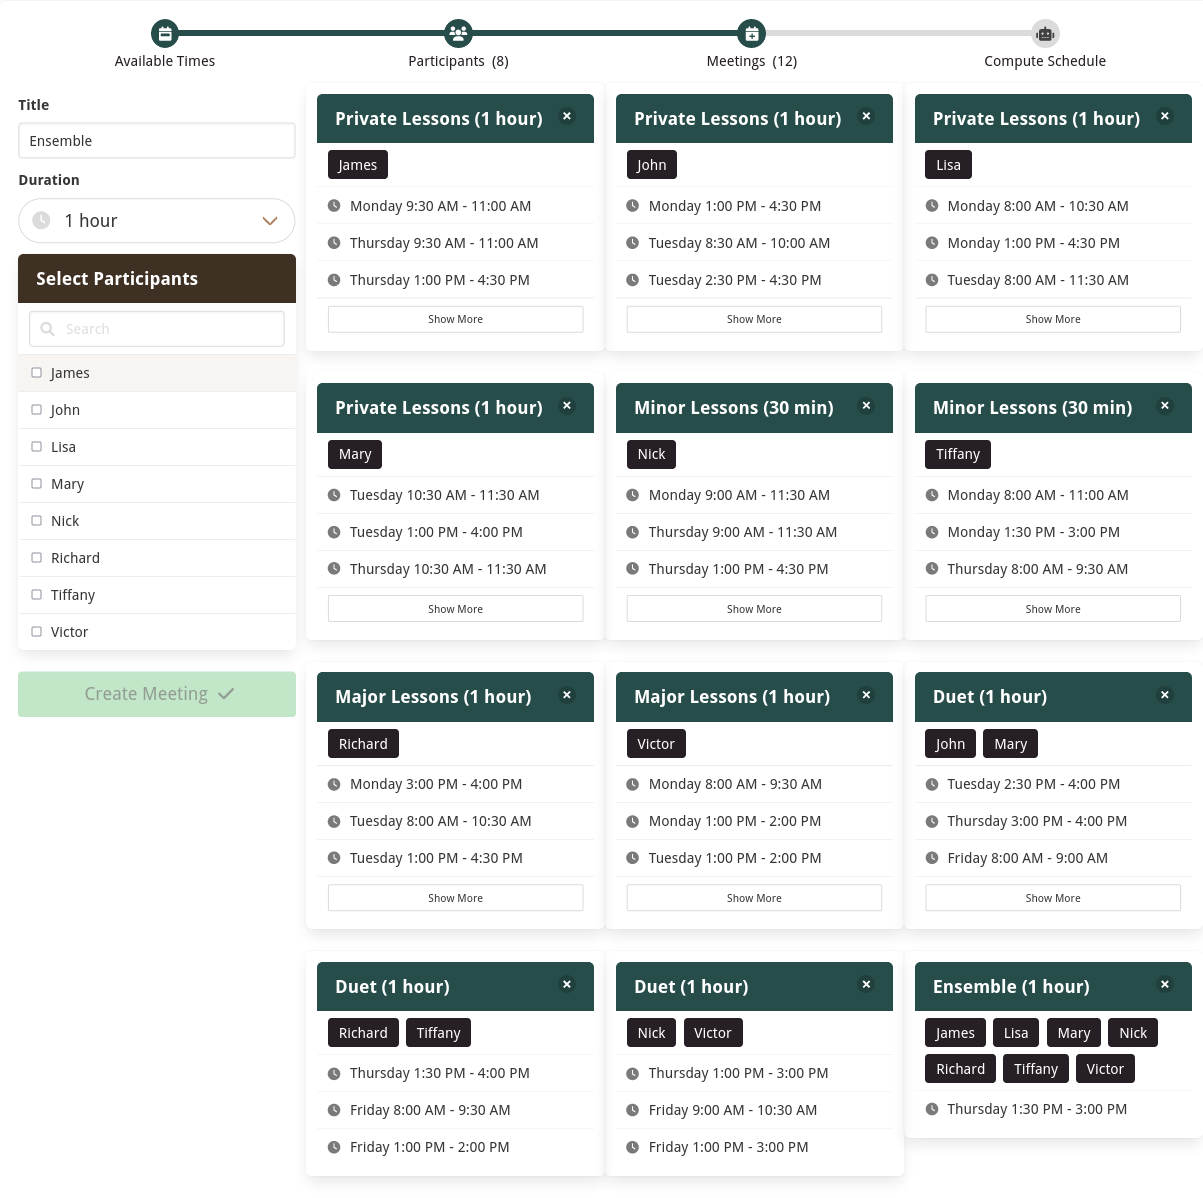 Available Times
Participants (8)
Meetings (12)
Compute Schedule
Title
Ensemble
Duration
1 hour
Select Participants
Search
James
John
Lisa
Mary
Nick
Richard
Tiffany
Victor
Create Meeting
Private Lessons (1 hour)
James
Monday 9:30 AM - 11:00 AM
Thursday 9:30 AM - 11:00 AM
Thursday 1:00 PM - 4:30 PM
Show More
Private Lessons (1 hour)
John
Monday 1:00 PM - 4:30 PM
Tuesday 8:30 AM - 10:00 AM
Tuesday 2:30 PM - 4:30 PM
Show More
Private Lessons (1 hour)
Lisa
Monday 8:00 AM - 10:30 AM
Monday 1:00 PM - 4:30 PM
Tuesday 8:00 AM - 11:30 AM
Show More
Private Lessons (1 hour)
Mary
Tuesday 10:30 AM - 11:30 AM
Tuesday 1:00 PM - 4:00 PM
Thursday 10:30 AM - 11:30 AM
Show More
Minor Lessons (30 min)
Nick
Monday 9:00 AM - 11:30 AM
Thursday 9:00 AM - 11:30 AM
Thursday 1:00 PM - 4:30 PM
Show More
Minor Lessons (30 min)
Tiffany
Monday 8:00 AM - 11:00 AM
Monday 1:30 PM - 3:00 PM
Thursday 8:00 AM - 9:30 AM
Show More
Major Lessons (1 hour)
Richard
Monday 3:00 PM - 4:00 PM
Tuesday 8:00 AM - 10:30 AM
Tuesday 1:00 PM - 4:30 PM
Show More
Major Lessons (1 hour)
Victor
Monday 8:00 AM - 9:30 AM
Monday 1:00 PM - 2:00 PM
Tuesday 1:00 PM - 2:00 PM
Show More
Duet (1 hour)
John Mary
Tuesday 2:30 PM - 4:00 PM
Thursday 3:00 PM - 4:00 PM
Friday 8:00 AM - 9:00 AM
Show More
Duet (1 hour)
Richard Tiffany
Thursday 1:30 PM - 4:00 PM
Friday 8:00 AM - 9:30 AM
Friday 1:00 PM - 2:00 PM
Duet (1 hour)
Nick Victor
Thursday 1:00 PM - 3:00 PM
Friday 9:00 AM - 10:30 AM
Friday 1:00 PM - 3:00 PM
Ensemble (1 hour)
James Lisa Mary Nick
Richard Tiffany Victor
Thursday 1:30 PM - 3:00 PM